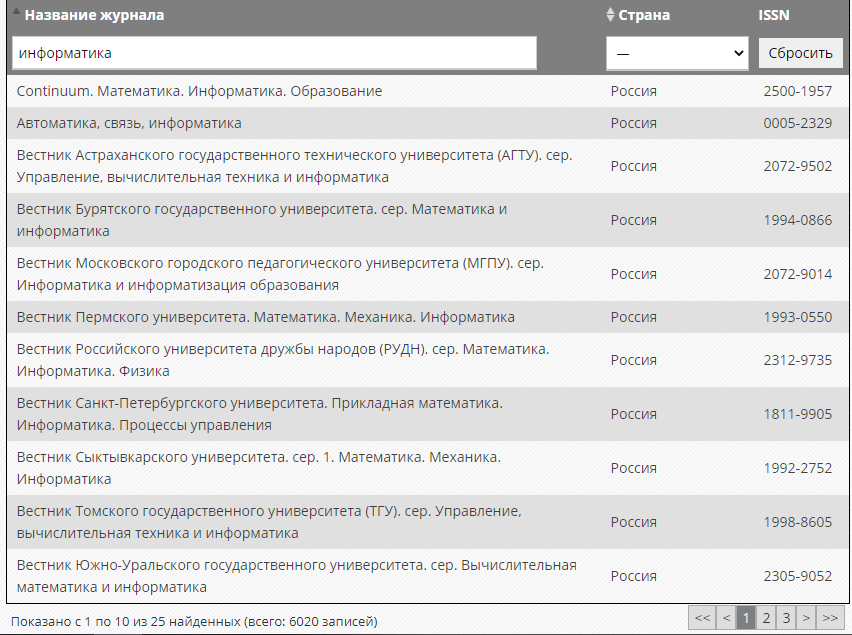 Название журнала Страна ISSN
информатика — Сбросить
Continuum. Математика. Информатика. Образование Россия 2500-1957
Автоматика, связь, информатика Россия 0005-2329
Вестник Астраханского государственного технического университета (АГТУ). сер.
Управление, вычислительная техника и информатика Россия 2072-9502
Вестник Бурятского государственного университета. сер. Математика и
информатика Россия 1994-0866
Вестник Московского городского педагогического университета (МГПУ). сер.
Информатика и информатизация образования Россия 2072-9014
Вестник Пермского университета. Математика. Механика. Информатика Россия 1993-0550
Вестник Российского университета дружбы народов (РУДН). сер. Математика.
Информатика. Физика Россия 2312-9735
Вестник Санкт-Петербургского университета. Прикладная математика.
Информатика. Процессы управления Россия 1811-9905
Вестник Сыктывкарского университета. сер. 1. Математика. Механика.
Информатика Россия 1992-2752
Вестник Томского государственного университета (ТГУ). сер. Управление,
вычислительная техника и информатика Россия 1998-8605
Вестник Южно-Уральского государственного университета. сер. Вычислительная
математика и информатика Россия 2305-9052
Показано с 1 по 10 из 25 найденных (всего: 6020 записей) << < 1 2 3 > >>